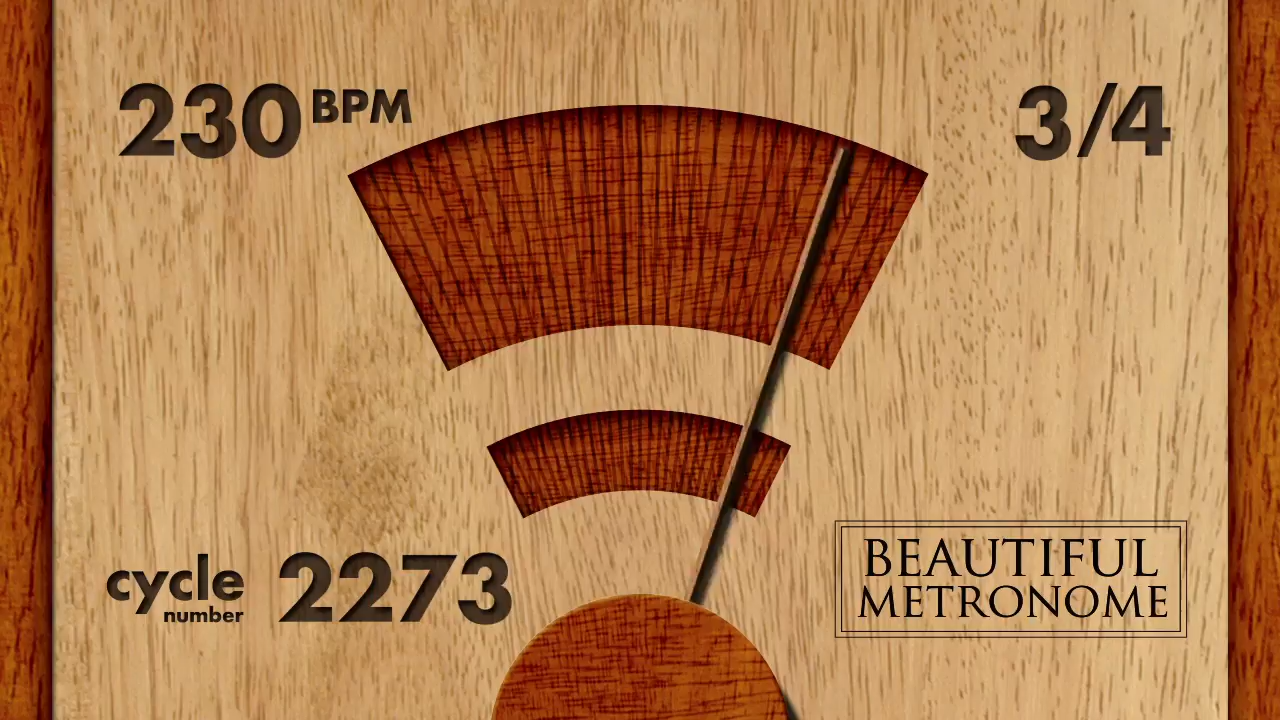 230 BPM
3/4
cycle
number
2273
BEAUTIFUL
METRONOME